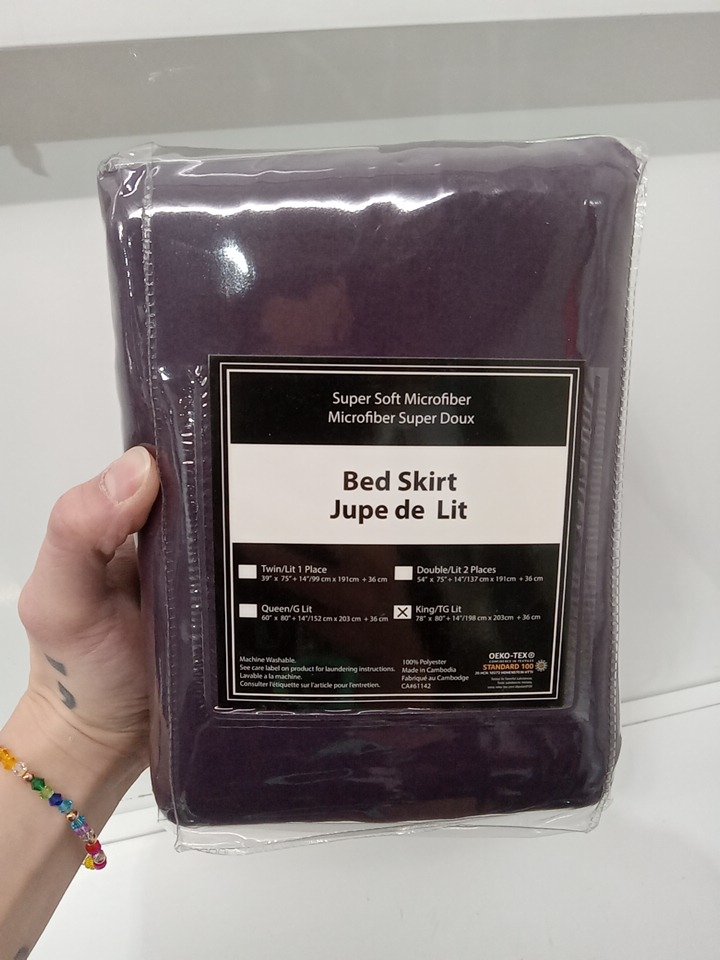 Super Soft Microfiber
Microfiber Super Doux
Bed Skirt
Jupe de Lit
Twin/Lit 1 Place
39" x 75" + 14"/99 cm x 191cm + 36 cm
Double/Lit 2 Places
54" x 75" + 14"/137 cm x 191cm + 36 cm
Queen/G Lit
60" x 80" + 14"/152 cm x 203 cm + 36 cm
King/TG Lit
78" x 80" + 14"/198 cm x 203cm + 36 cm
Machine Washable.
See care label on product for laundering instructions.
Lavable a la machine.
Consulter l'étiquette sur l'article pour l'entretien.
100% Polyester
Made in Cambodia
Fabriqué au Cambodge
CA#61142
OEKO-TEX®
CONFIDENCE IN TEXTILES
STANDARD 100